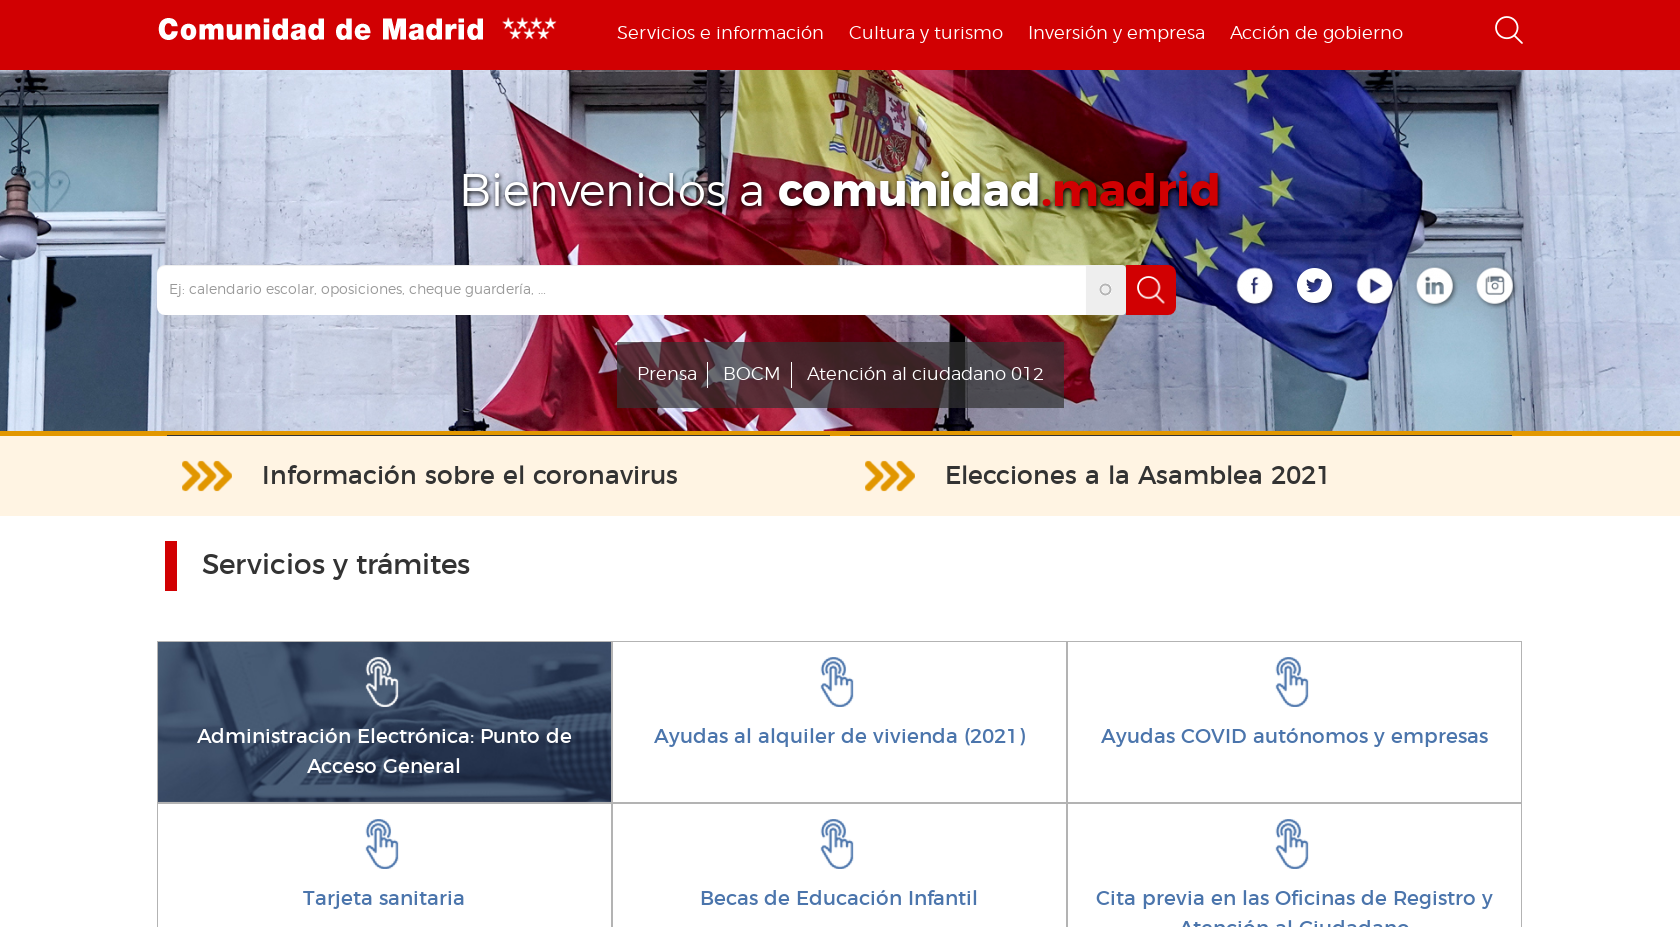 Comunidad de Madrid
Servicios e información
Cultura y turismo
Inversión y empresa
Acción de gobierno
Bienvenidos a comunidad.madrid
Ej: calendario escolar, oposiciones, cheque guardería, ...
Prensa
BOCM
Atención al ciudadano 012
Información sobre el coronavirus
Elecciones a la Asamblea 2021
Servicios y trámites
Administración Electrónica: Punto de
Acceso General
Ayudas al alquiler de vivienda (2021)
Ayudas COVID autónomos y empresas
Tarjeta sanitaria
Becas de Educación Infantil
Cita previa en las Oficinas de Registro y
Atención al Ciudadano